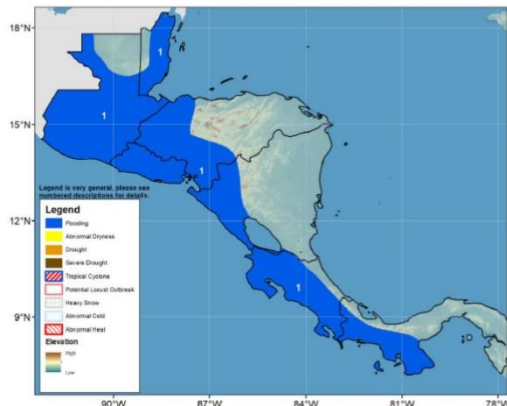 18°N
1
1
15°N
1
Legend is very general, please see
numbered descriptions for details.
12°N
Legend
Flooding
Abnormal Dryness
Drought
Severe Drought
Tropical Cyclone
Potential Locust Outbreak
Heavy Snow
Abnormal Cold
Abnormal Heat
Elevation
High
Low
1
9°N
90°W
87°W
84°W
81°W
78°W